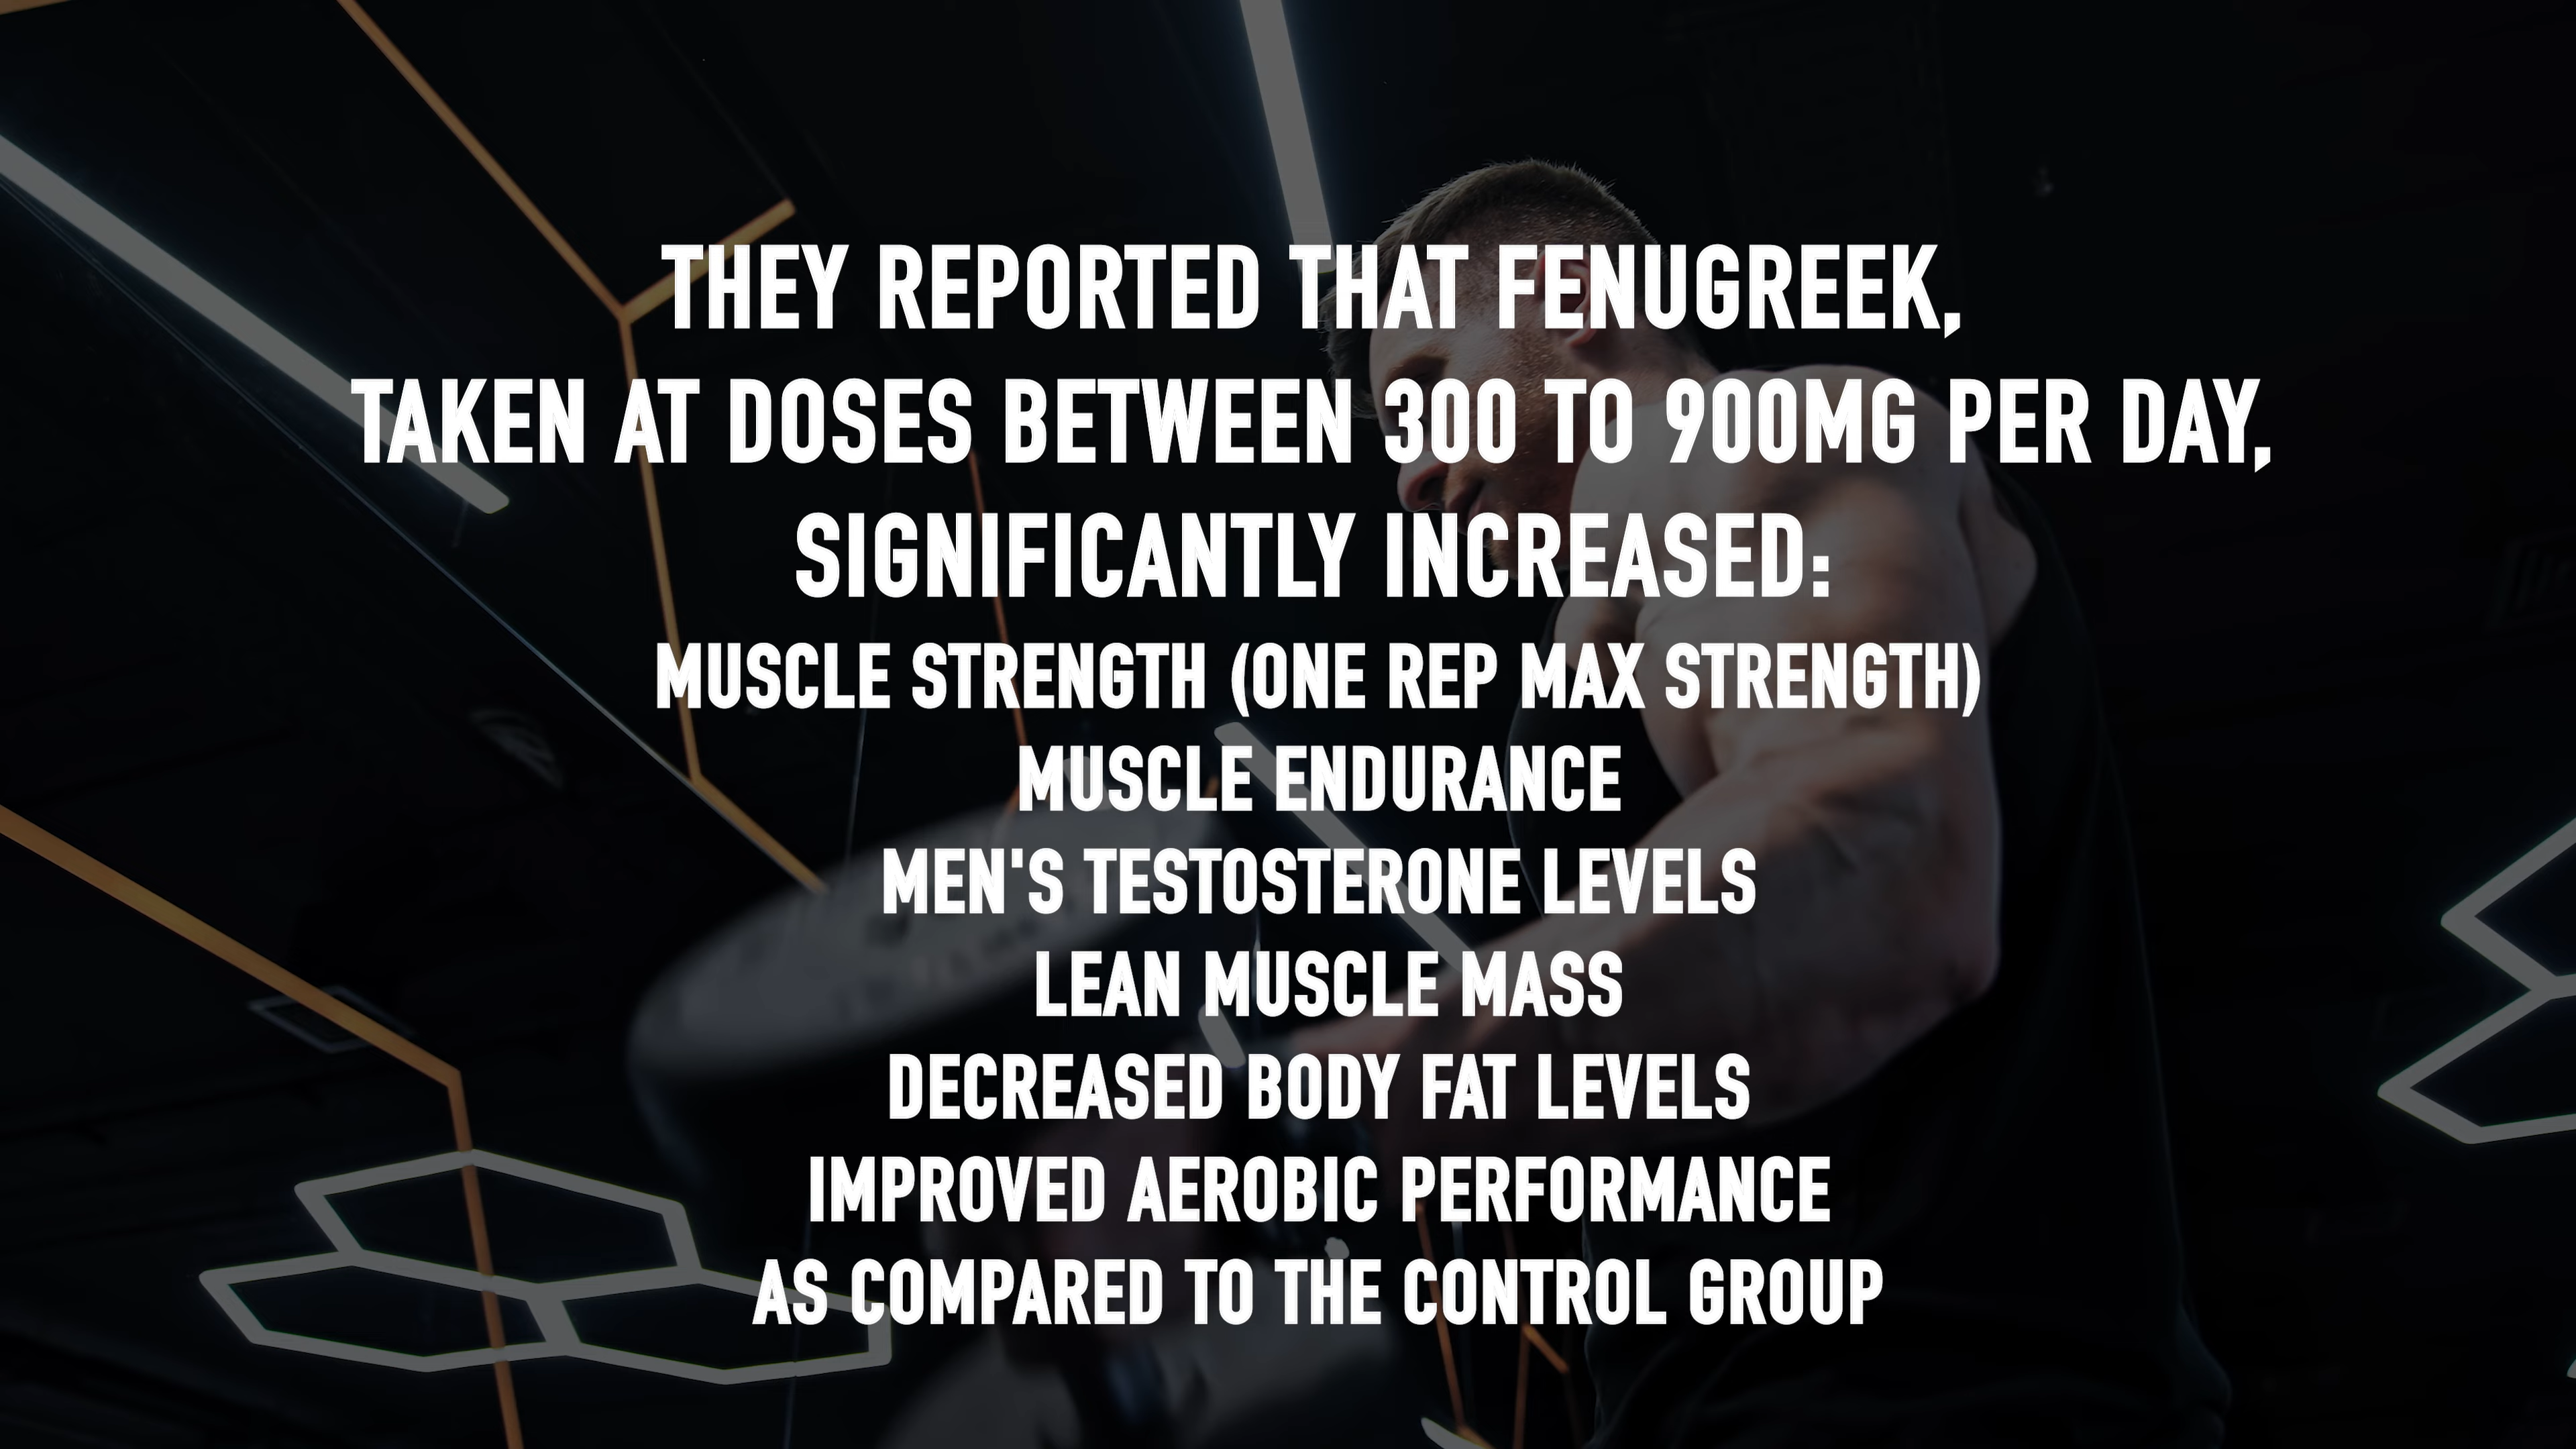 THEY REPORTED THAT FENUGREEK,
TAKEN AT DOSES BETWEEN 300 TO 900MG PER DAY,
SIGNIFICANTLY INCREASED:
MUSCLE STRENGTH (ONE REP MAX STRENGTH)
MUSCLE ENDURANCE
MEN'S TESTOSTERONE LEVELS
LEAN MUSCLE MASS
DECREASED BODY FAT LEVELS
IMPROVED AEROBIC PERFORMANCE
AS COMPARED TO THE CONTROL GROUP